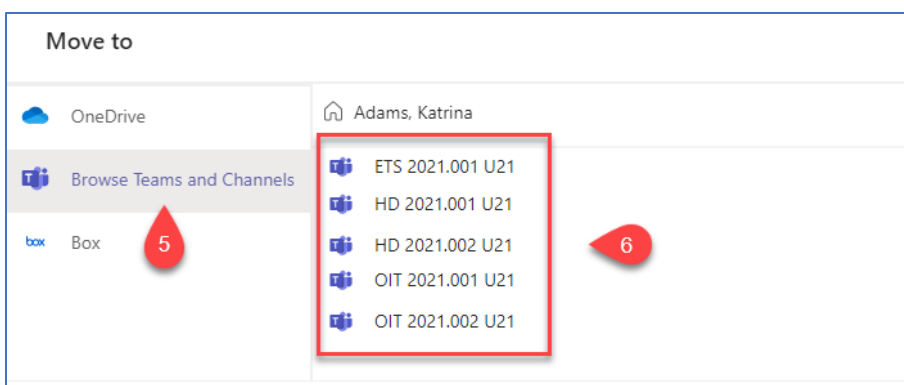 Move to
OneDrive
Browse Teams and Channels
box Box
5
Adams, Katrina
ETS 2021.001 U21
HD 2021.001 U21
HD 2021.002 U21
OIT 2021.001 U21
OIT 2021.002 U21
6